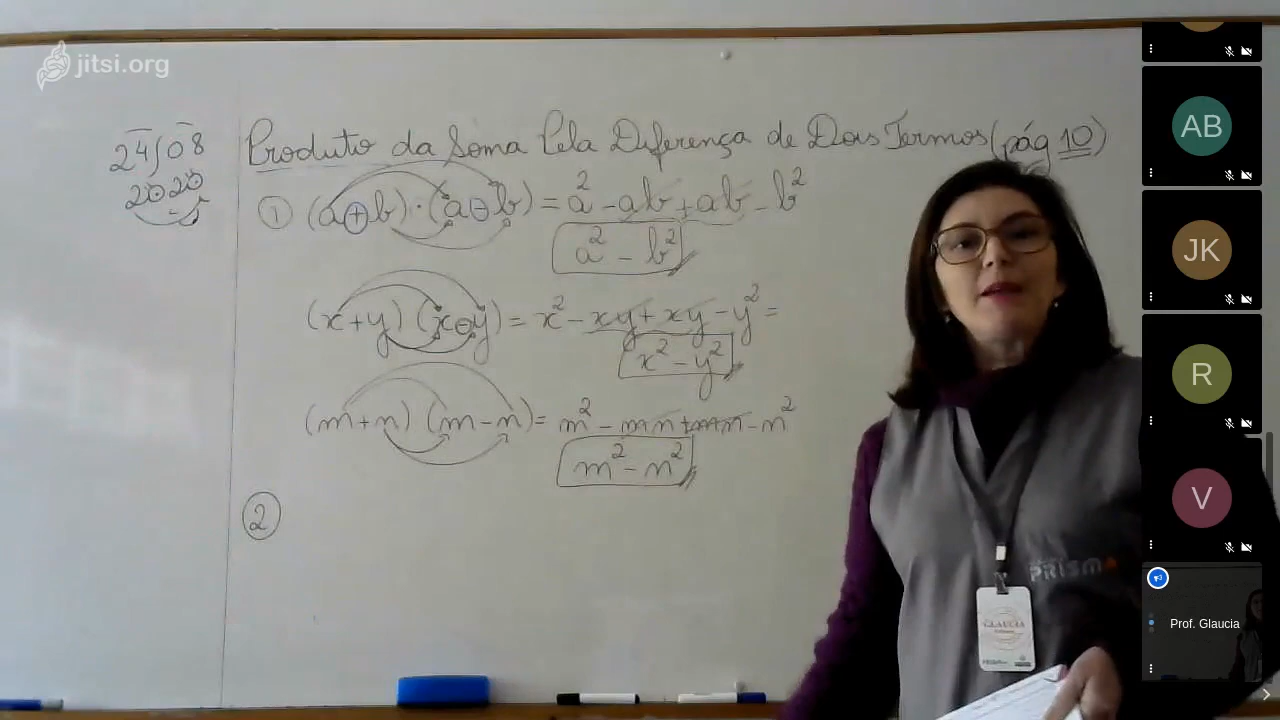 jitsi.org
24/08
2020
Produto da Soma Pela Diferença de Dois Termos (pág 10)
① (a+b)·(a-b) = a² - ab + ab - b²
a² - b²
(x+y) (x-y) = x² - xy + xy - y² =
x² - y²
(m+n) (m-n) = m² - mn + mn - n²
m² - n²
②
PRISMA
GLAUCIA
AB
JK
R
V
Prof. Glaucia